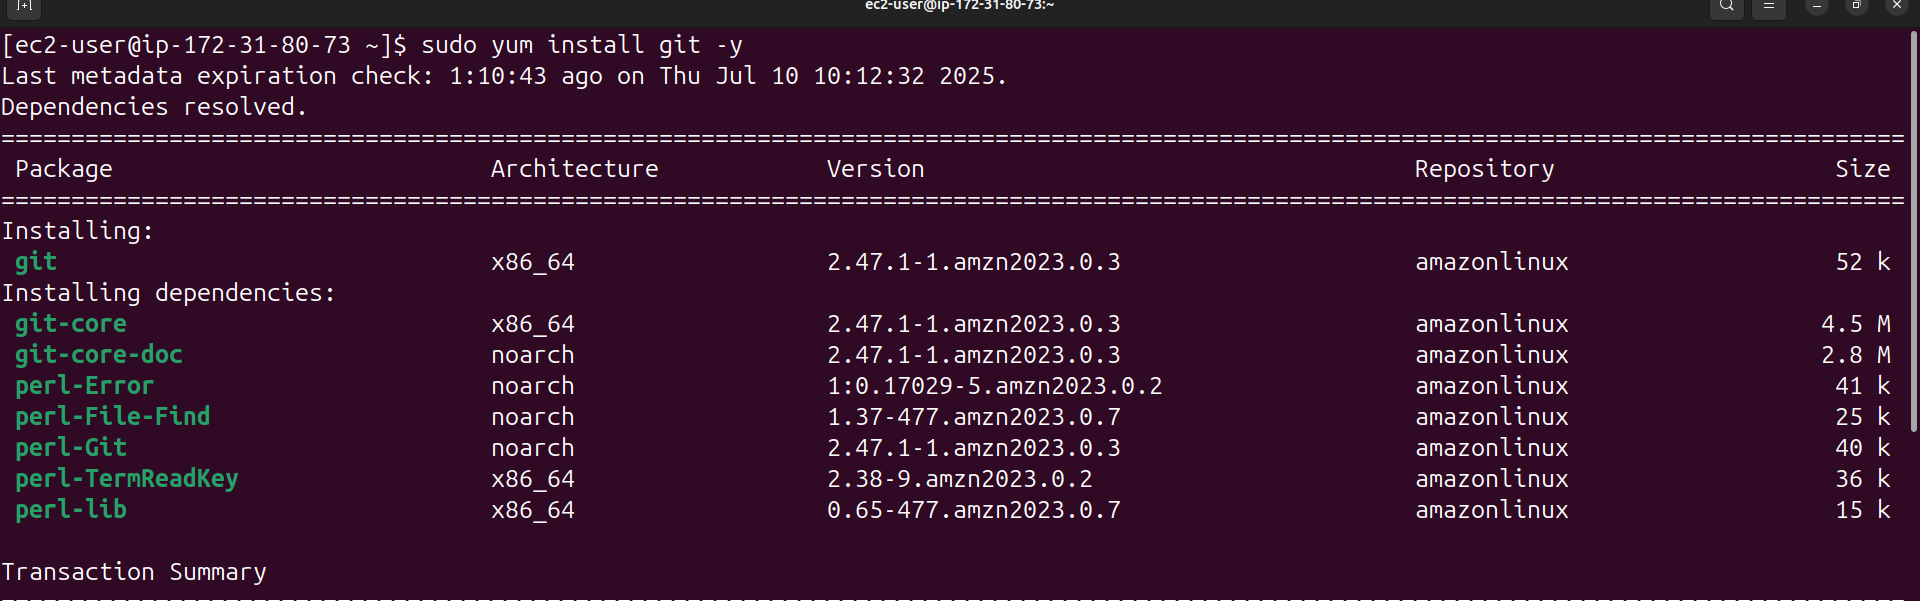 ec2-user@ip-172-31-80-73:~
[ec2-user@ip-172-31-80-73 ~]$ sudo yum install git -y
Last metadata expiration check: 1:10:43 ago on Thu Jul 10 10:12:32 2025.
Dependencies resolved.
========================================================================================================================================
Package Architecture Version Repository Size
========================================================================================================================================
Installing:
git x86_64 2.47.1-1.amzn2023.0.3 amazonlinux 52 k
Installing dependencies:
git-core x86_64 2.47.1-1.amzn2023.0.3 amazonlinux 4.5 M
git-core-doc noarch 2.47.1-1.amzn2023.0.3 amazonlinux 2.8 M
perl-Error noarch 1:0.17029-5.amzn2023.0.2 amazonlinux 41 k
perl-File-Find noarch 1.37-477.amzn2023.0.7 amazonlinux 25 k
perl-Git noarch 2.47.1-1.amzn2023.0.3 amazonlinux 40 k
perl-TermReadKey x86_64 2.38-9.amzn2023.0.2 amazonlinux 36 k
perl-lib x86_64 0.65-477.amzn2023.0.7 amazonlinux 15 k
Transaction Summary